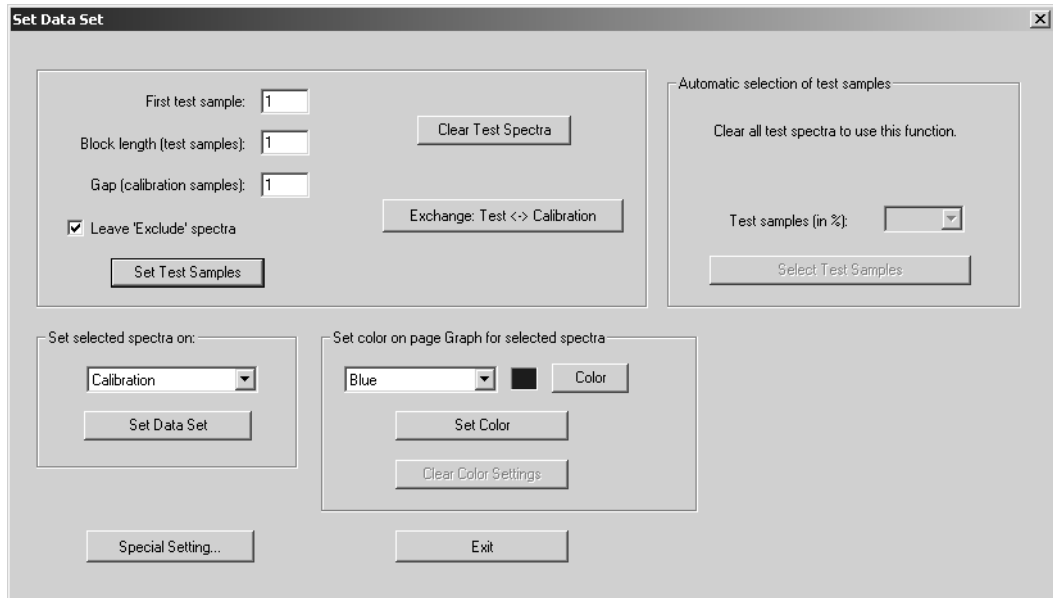 Set Data Set
First test sample: 1
Block length (test samples): 1
Gap (calibration samples): 1
Leave 'Exclude' spectra
Set Test Samples
Clear Test Spectra
Exchange: Test <-> Calibration
Automatic selection of test samples
Clear all test spectra to use this function.
Test samples (in %):
Select Test Samples
Set selected spectra on:
Calibration
Set Data Set
Set color on page Graph for selected spectra
Blue
Color
Set Color
Clear Color Settings
Special Setting...
Exit